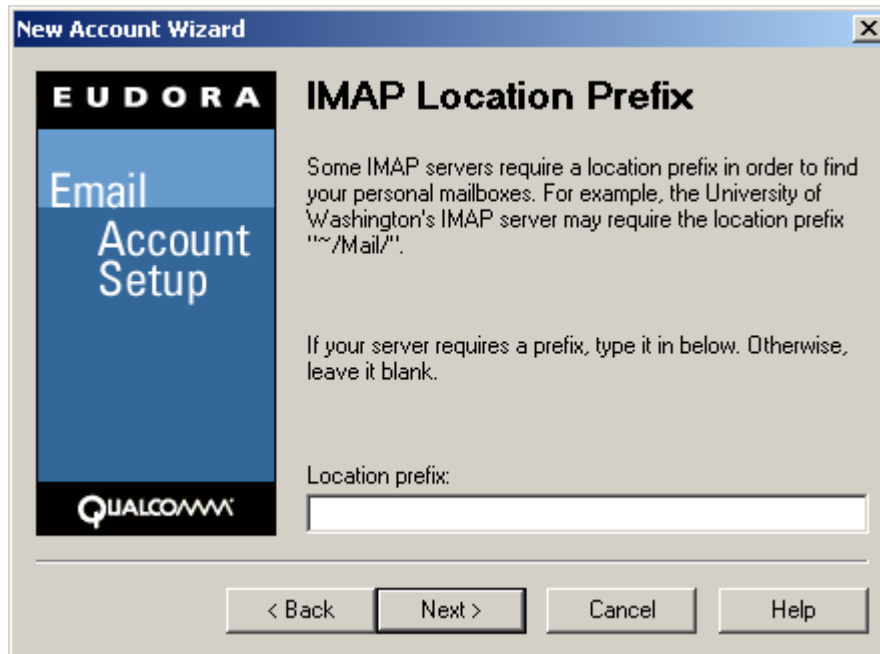 New Account Wizard
EUDORA
Email
Account
Setup
QUALCOMM
IMAP Location Prefix
Some IMAP servers require a location prefix in order to find
your personal mailboxes. For example, the University of
Washington's IMAP server may require the location prefix
"~/Mail/".
If your server requires a prefix, type it in below. Otherwise,
leave it blank.
Location prefix:
< Back Next > Cancel Help